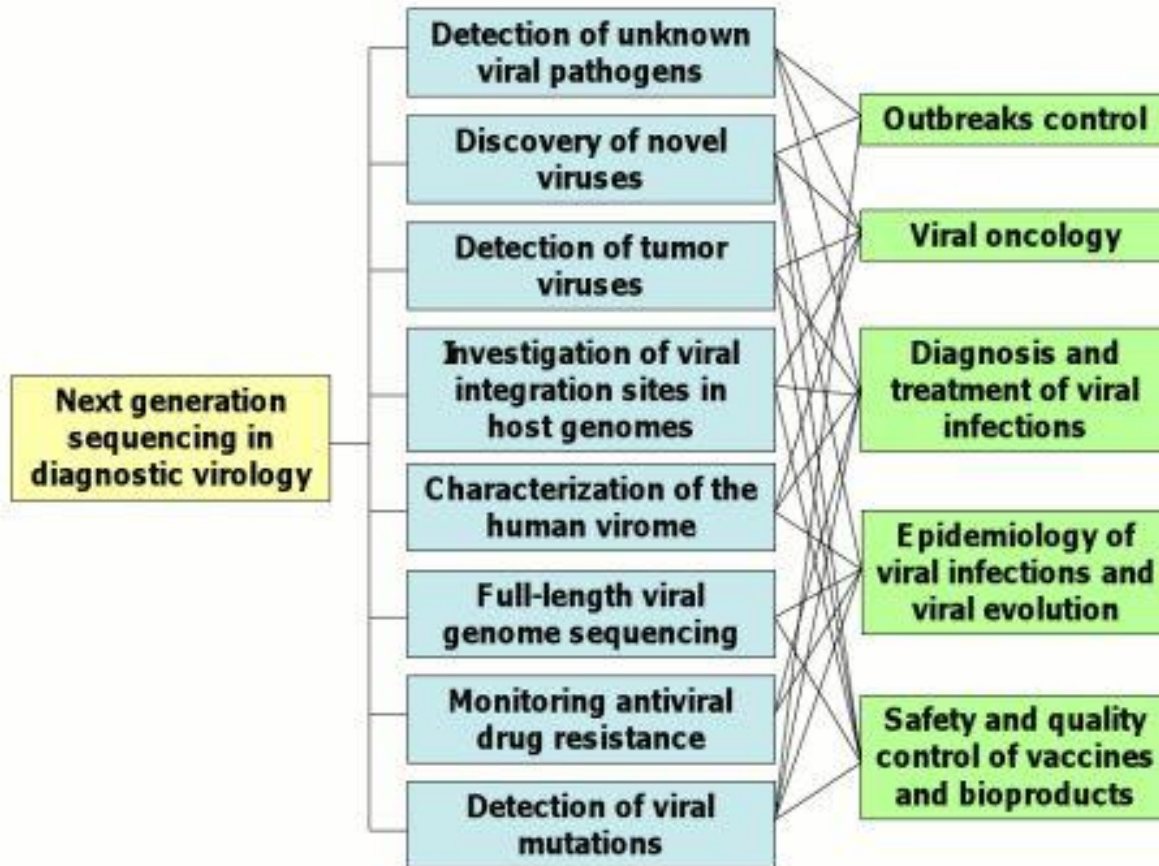 Next generation
sequencing in
diagnostic virology
Detection of unknown
viral pathogens
Discovery of novel
viruses
Detection of tumor
viruses
Investigation of viral
integration sites in
host genomes
Characterization of the
human virome
Full-length viral
genome sequencing
Monitoring antiviral
drug resistance
Detection of viral
mutations
Outbreaks control
Viral oncology
Diagnosis and
treatment of viral
infections
Epidemiology of
viral infections and
viral evolution
Safety and quality
control of vaccines
and bioproducts